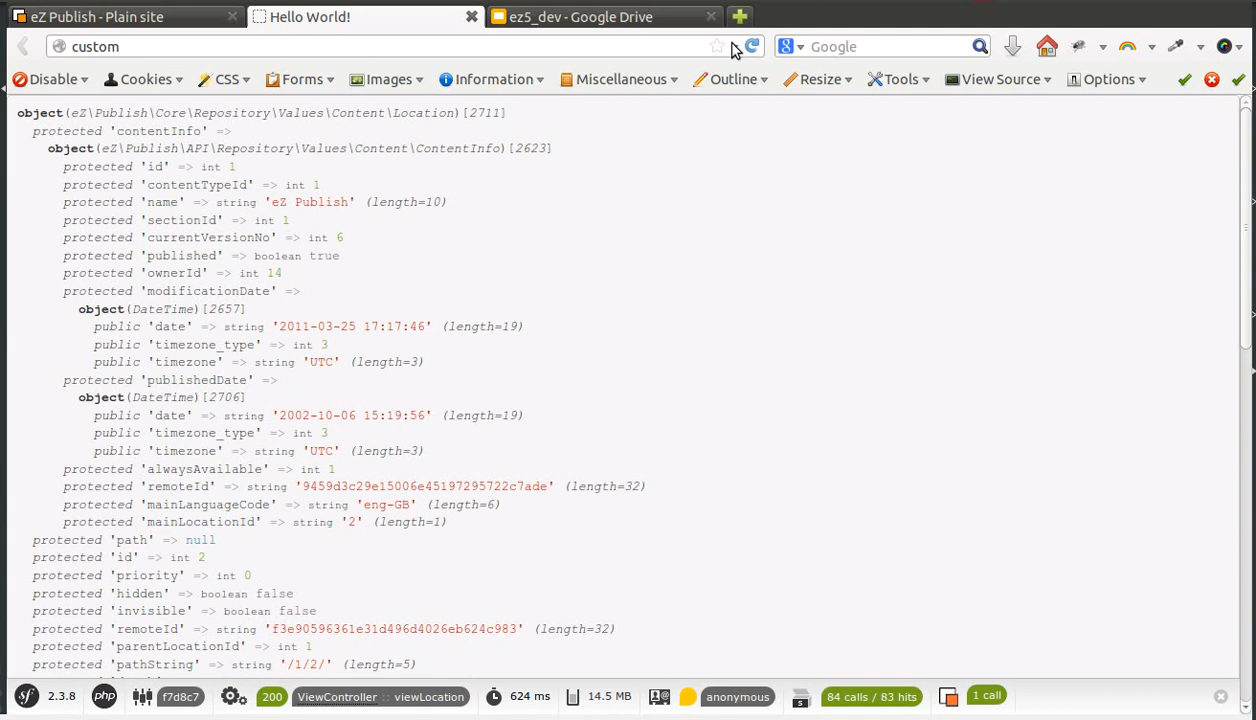 eZ Publish - Plain site
Hello World!
ez5_dev - Google Drive
custom
Google
Disable Cookies CSS Forms Images Information Miscellaneous Outline Resize Tools View Source Options
object(eZ\Publish\Core\Repository\Values\Content\Location)[2711]
protected 'contentInfo' =>
object(eZ\Publish\API\Repository\Values\Content\ContentInfo)[2623]
protected 'id' => int 1
protected 'contentTypeId' => int 1
protected 'name' => string 'eZ Publish' (length=10)
protected 'sectionId' => int 1
protected 'currentVersionNo' => int 6
protected 'published' => boolean true
protected 'ownerId' => int 14
protected 'modificationDate' =>
object(DateTime)[2657]
public 'date' => string '2011-03-25 17:17:46' (length=19)
public 'timezone_type' => int 3
public 'timezone' => string 'UTC' (length=3)
protected 'publishedDate' =>
object(DateTime)[2706]
public 'date' => string '2002-10-06 15:19:56' (length=19)
public 'timezone_type' => int 3
public 'timezone' => string 'UTC' (length=3)
protected 'alwaysAvailable' => int 1
protected 'remoteId' => string '9459d3c29e15006e45197295722c7ade' (length=32)
protected 'mainLanguageCode' => string 'eng-GB' (length=6)
protected 'mainLocationId' => string '2' (length=1)
protected 'path' => null
protected 'id' => int 2
protected 'priority' => int 0
protected 'hidden' => boolean false
protected 'invisible' => boolean false
protected 'remoteId' => string 'f3e90596361e31d496d4026eb624c983' (length=32)
protected 'parentLocationId' => int 1
protected 'pathString' => string '/1/2/' (length=5)
sf 2.3.8 php f7d8c7 200 ViewController :: viewLocation 624 ms 14.5 MB anonymous 84 calls / 83 hits 1 call